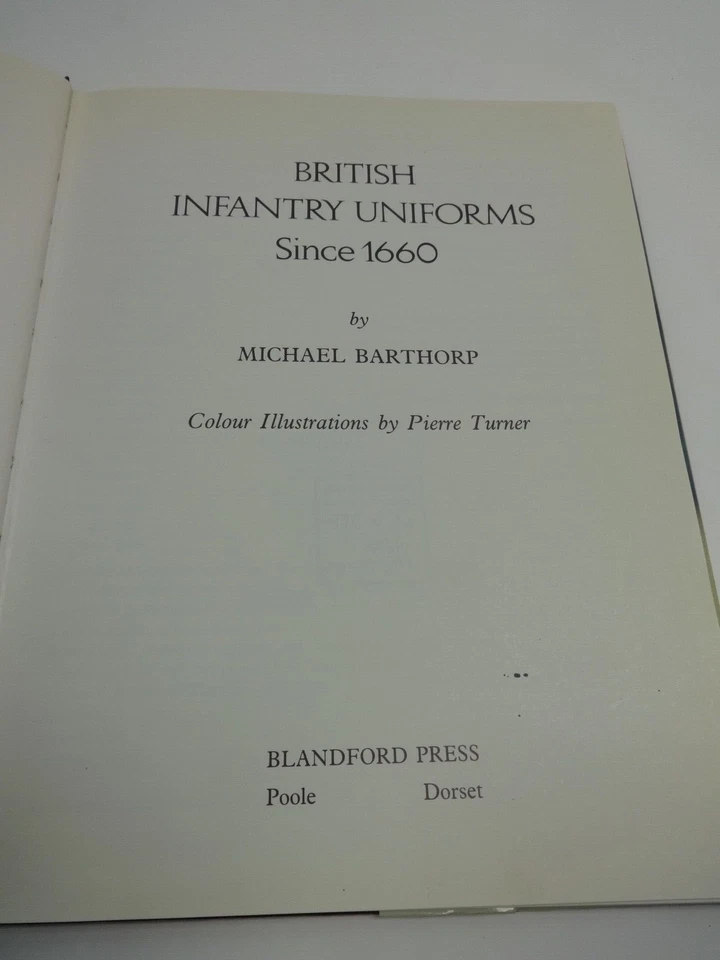 BRITISH
INFANTRY UNIFORMS
Since 1660
by
MICHAEL BARTHORP
Colour Illustrations by Pierre Turner
BLANDFORD PRESS
Poole Dorset